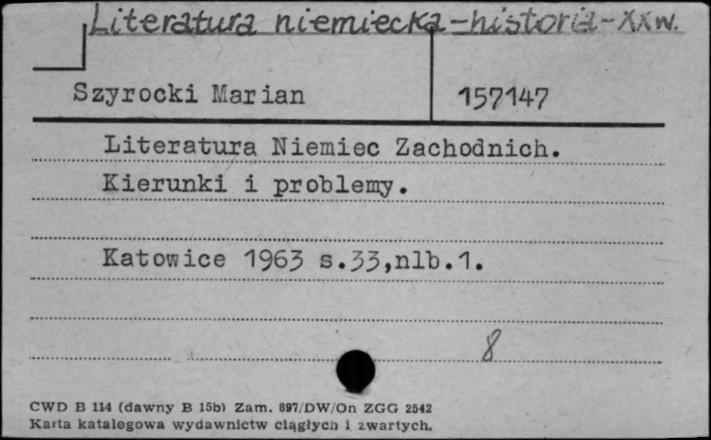 Literatura niemiecka-historia-XXw.
Szyrocki Marian 157147
Literatura Niemiec Zachodnich.
Kierunki i problemy.
Katowice 1963 s.33,nlb.1.
8
CWD B 114 (dawny B 15b) Zam. 897/DW/On ZGG 2542
Karta katalogowa wydawnictw ciągłych i zwartych.